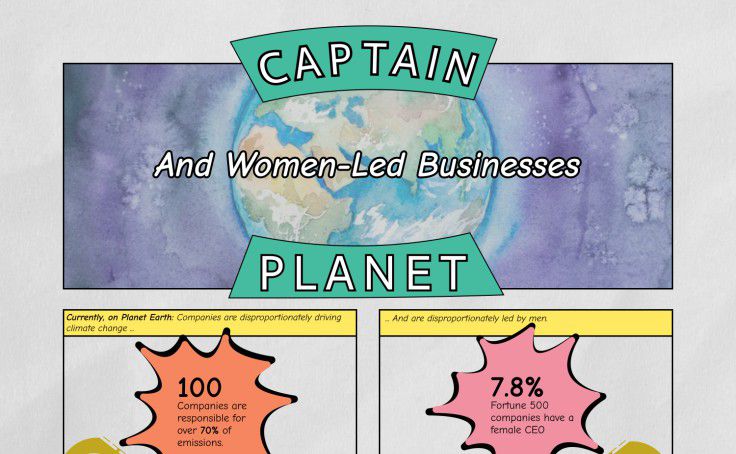 CAPTAIN
And Women-Led Businesses
PLANET
Currently, on Planet Earth: Companies are disproportionately driving
climate change ..
.. And are disproportionately led by men.
100
Companies are
responsible for
over 70% of
emissions.
7.8%
Fortune 500
companies have a
female CEO